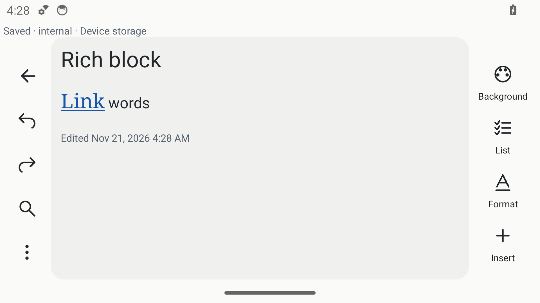 4:28
Saved · internal · Device storage
Rich block
Link words
Edited Nov 21, 2026 4:28 AM
Background
List
Format
Insert